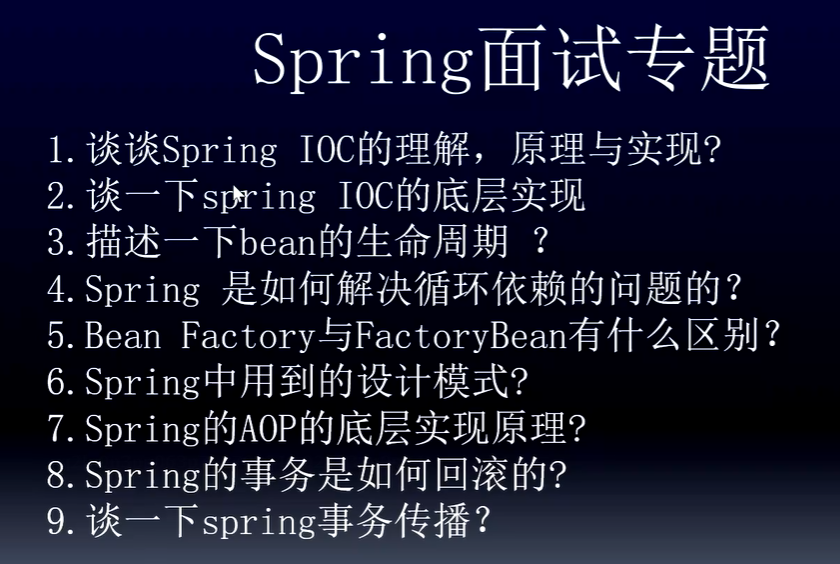 Spring面试专题
1.谈谈Spring IOC的理解，原理与实现?
2.谈一下spring IOC的底层实现
3.描述一下bean的生命周期 ？
4.Spring 是如何解决循环依赖的问题的？
5.Bean Factory与FactoryBean有什么区别？
6.Spring中用到的设计模式?
7.Spring的AOP的底层实现原理?
8.Spring的事务是如何回滚的?
9.谈一下spring事务传播？